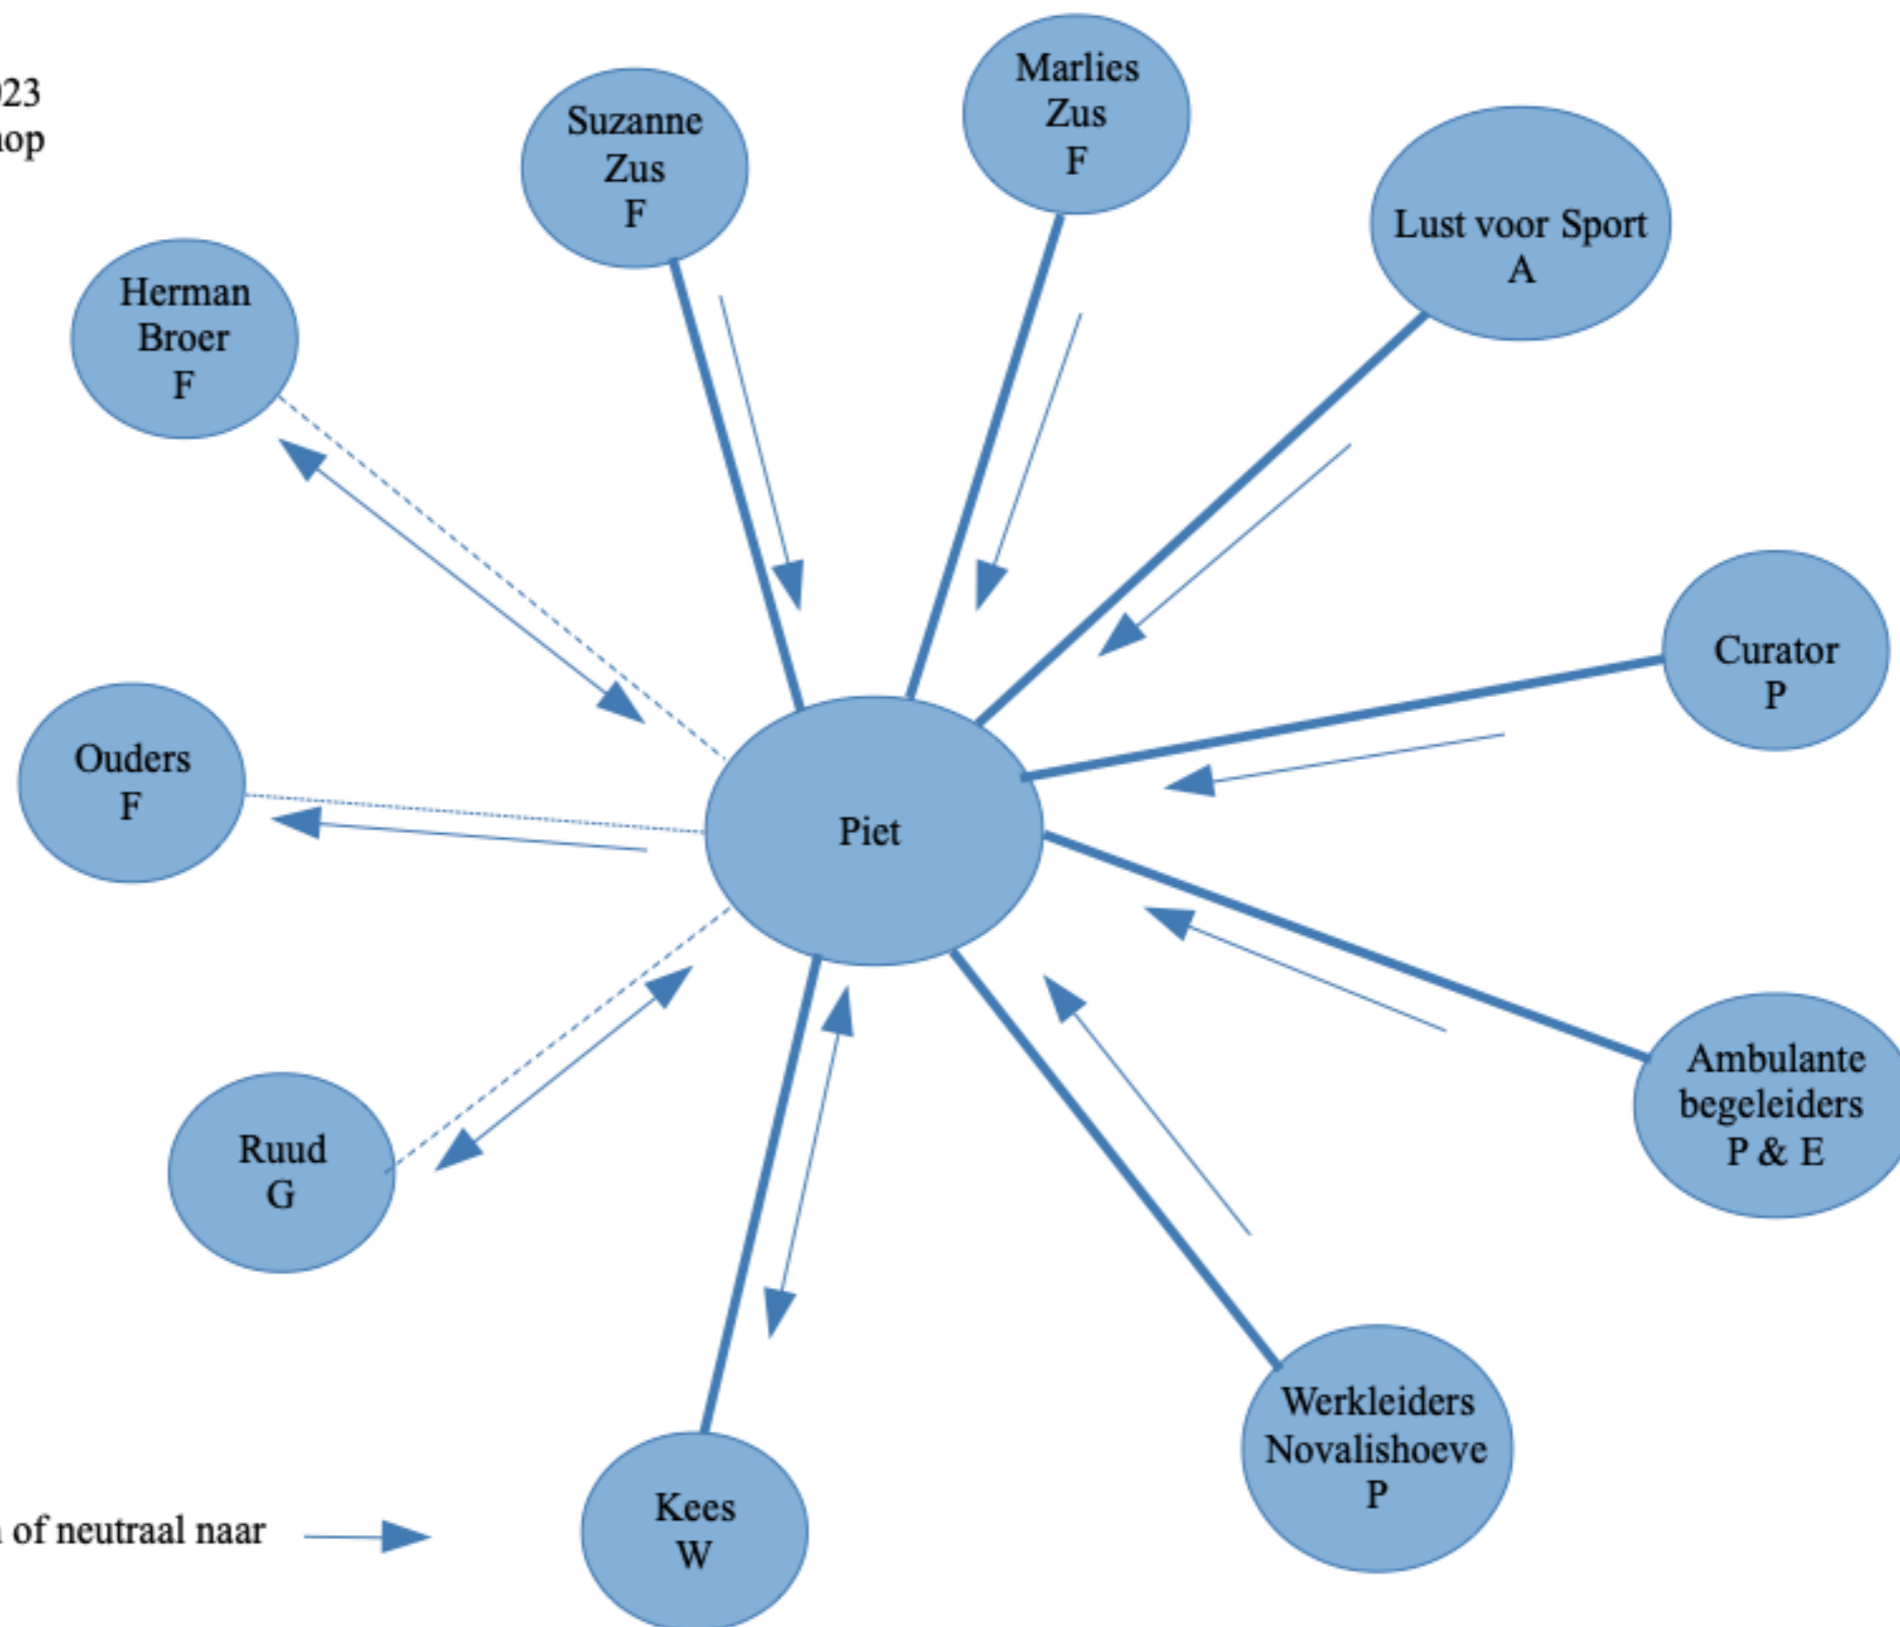 23
Suzanne
Zus
F
Marlies
Zus
F
Lust voor Sport
A
Herman
Broer
F
Curator
P
Ouders
F
Piet
Ambulante
begeleiders
P & E
Ruud
G
Werkleiders
Novalishoeve
P
Kees
W
of neutraal naar